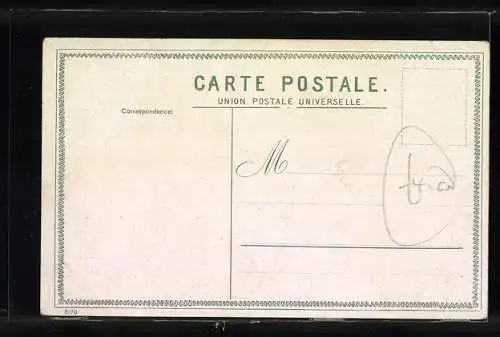 CARTE POSTALE.
UNION POSTALE UNIVERSELLE.
Correspondance:
M